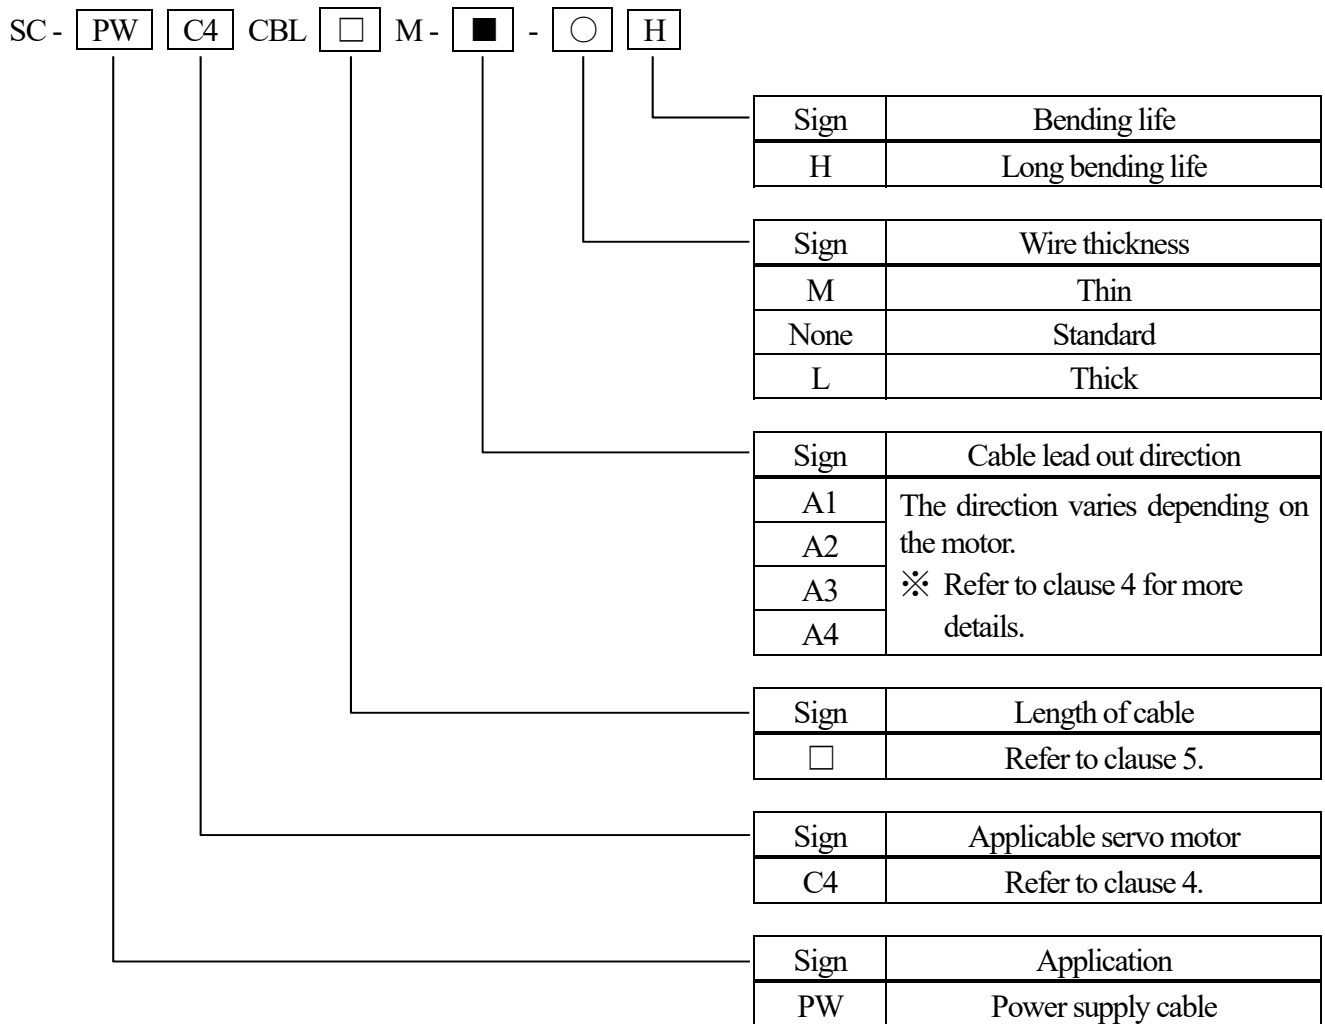 SC - PW C4 CBL □ M - ■ - ○ H
Sign Bending life
H Long bending life
Sign Wire thickness
M Thin
None Standard
L Thick
Sign Cable lead out direction
A1 The direction varies depending on
A2 the motor.
A3 ※ Refer to clause 4 for more
A4 details.
Sign Length of cable
□ Refer to clause 5.
Sign Applicable servo motor
C4 Refer to clause 4.
Sign Application
PW Power supply cable